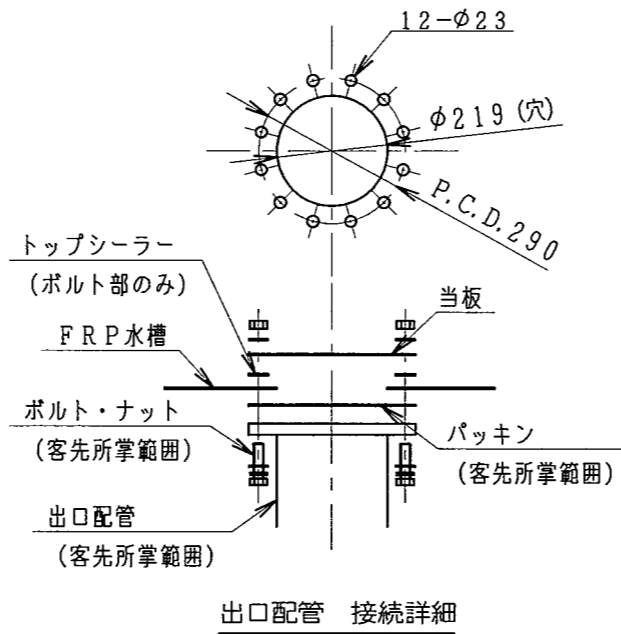 12-Φ23
Φ219(穴)
P.C.D.290
トップシーラー
(ボルト部のみ)
当板
FRP水槽
ボルト・ナット
(客先所掌範囲)
パッキン
(客先所掌範囲)
出口配管
(客先所掌範囲)
出口配管 接続詳細